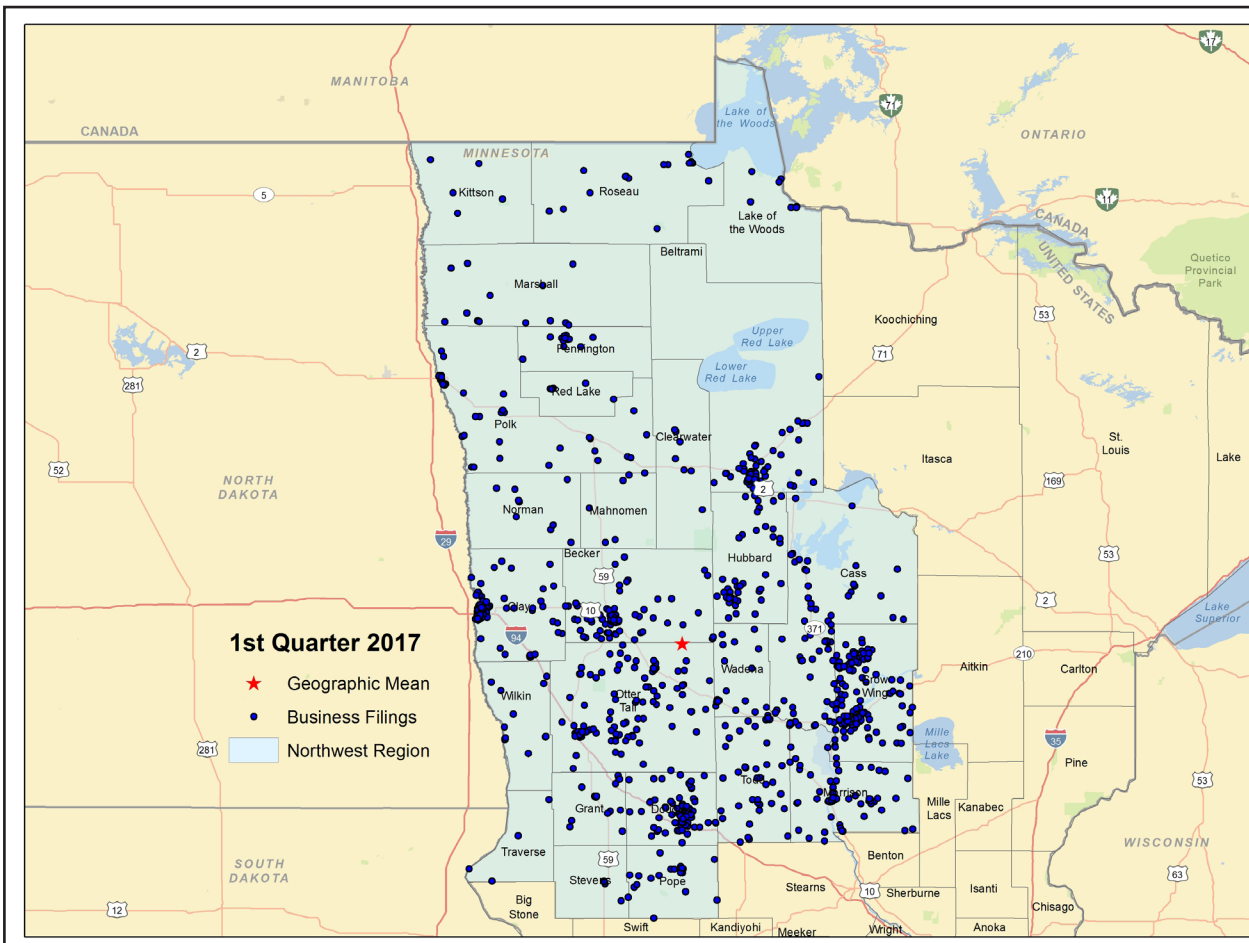 17
MANITOBA
Lake of
the Woods
71
CANADA
ONTARIO
MINNESOTA
5
Kittson
Roseau
11
Lake of
the Woods
CANADA
UNITED STATES
Beltrami
Quetico
Provincial
Park
Marshall
53
Koochiching
Upper
Red Lake
2
Pennington
71
281
Lower
Red Lake
Red Lake
Polk
Clearwater
St.
Louis
Lake
52
Itasca
NORTH
DAKOTA
169
2
Norman
Mahnomen
29
Becker
Hubbard
53
59
Cass
2
Clay
10
Lake
Superior
94
371
1st Quarter 2017
210
Geographic Mean
Wadena
Aitkin
Carlton
Crow
Wing
Wilkin
Otter
Tail
Business Filings
Mille
Lacs
Lake
35
281
Northwest Region
Pine
53
Todd
Morrison
Grant
Mille
Lacs
Kanabec
Traverse
59
Benton
WISCONSIN
SOUTH
DAKOTA
Stevens
Pope
Stearns
10
Sherburne
Isanti
63
12
Big
Stone
Chisago
Swift
Kandiyohi
Meeker
Wright
Anoka